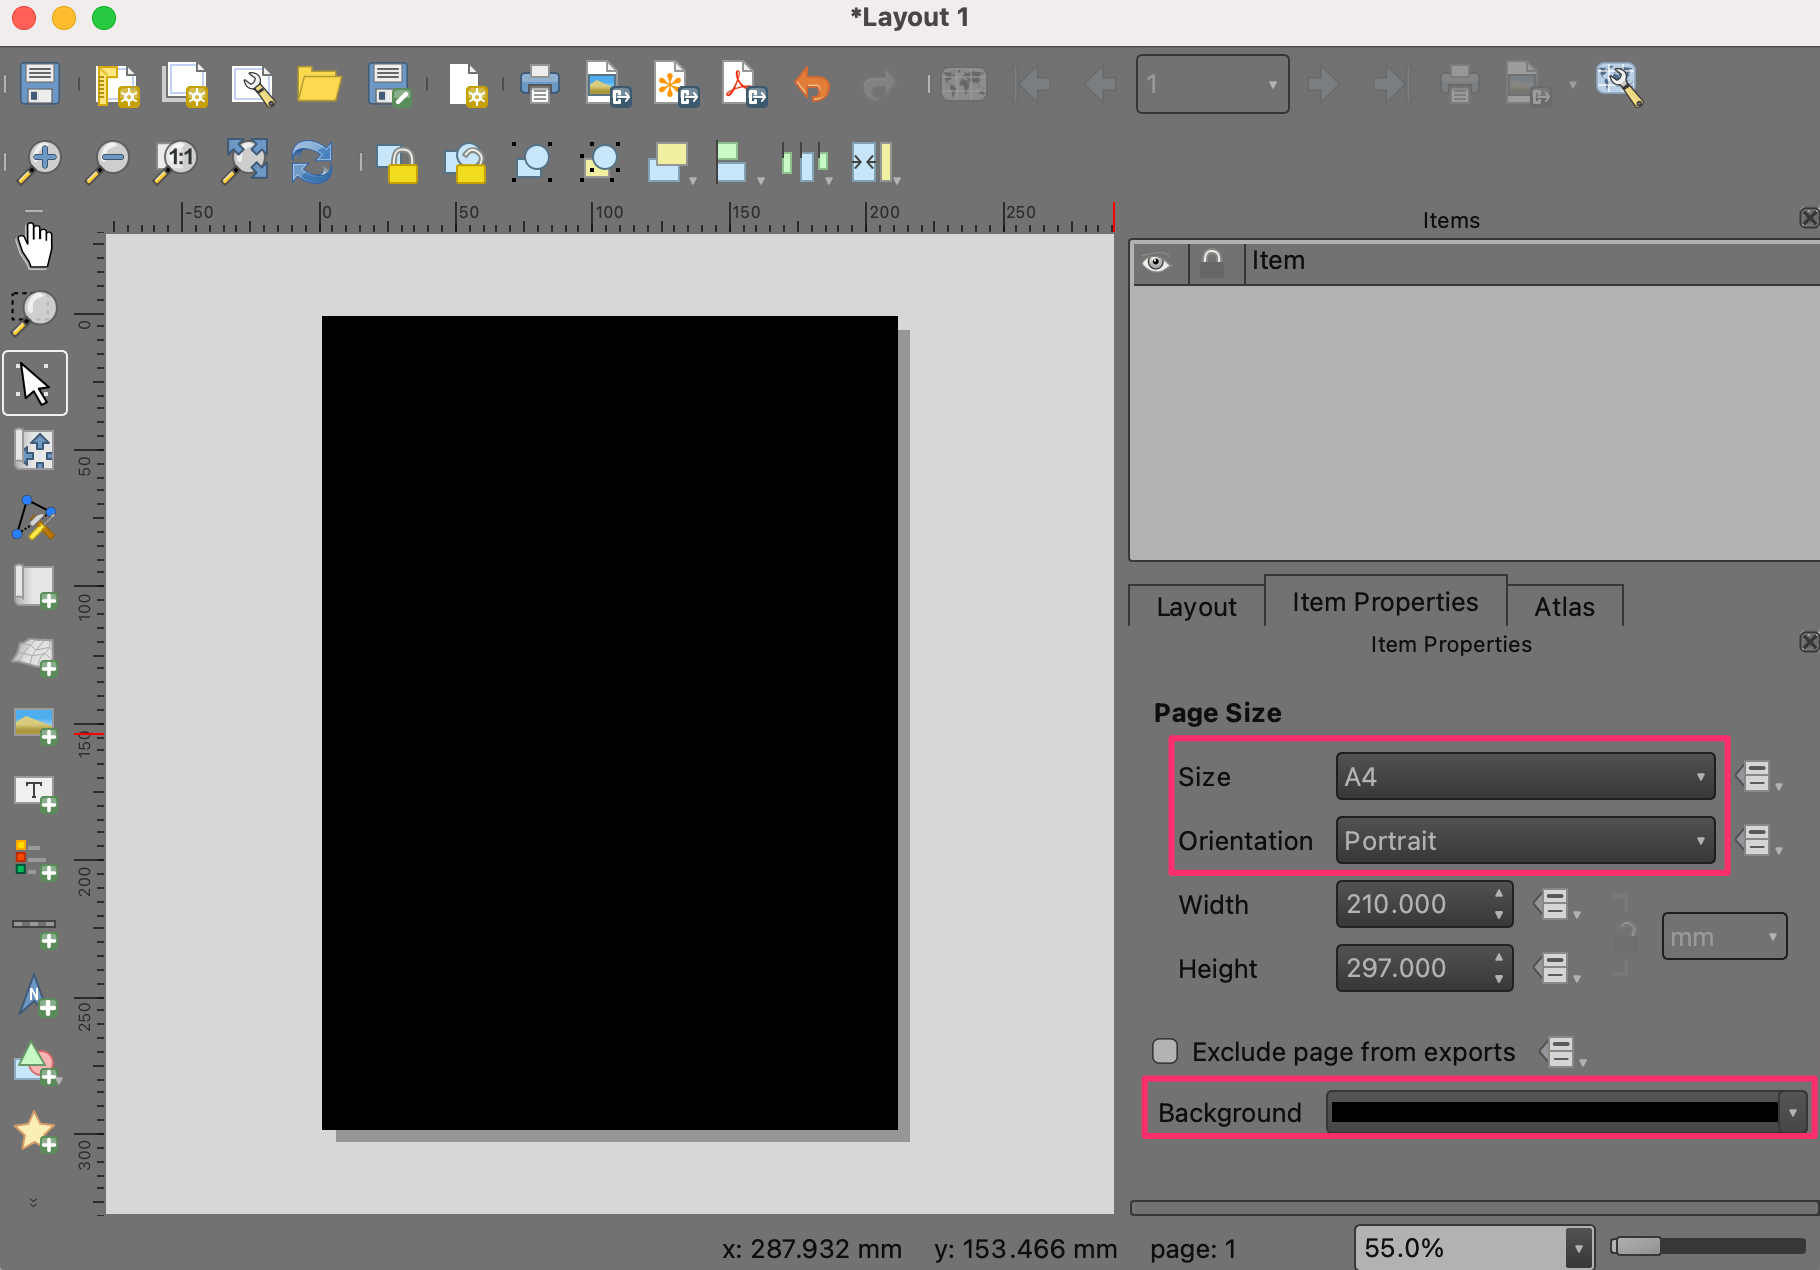 *Layout 1
1
1:1
-50 0 50 100 150 200 250
0
50
100
150
200
250
300
T
N
Items
Item
Layout Item Properties Atlas
Item Properties
Page Size
Size A4
Orientation Portrait
Width 210.000
mm
Height 297.000
Exclude page from exports
Background
x: 287.932 mm y: 153.466 mm page: 1 55.0%